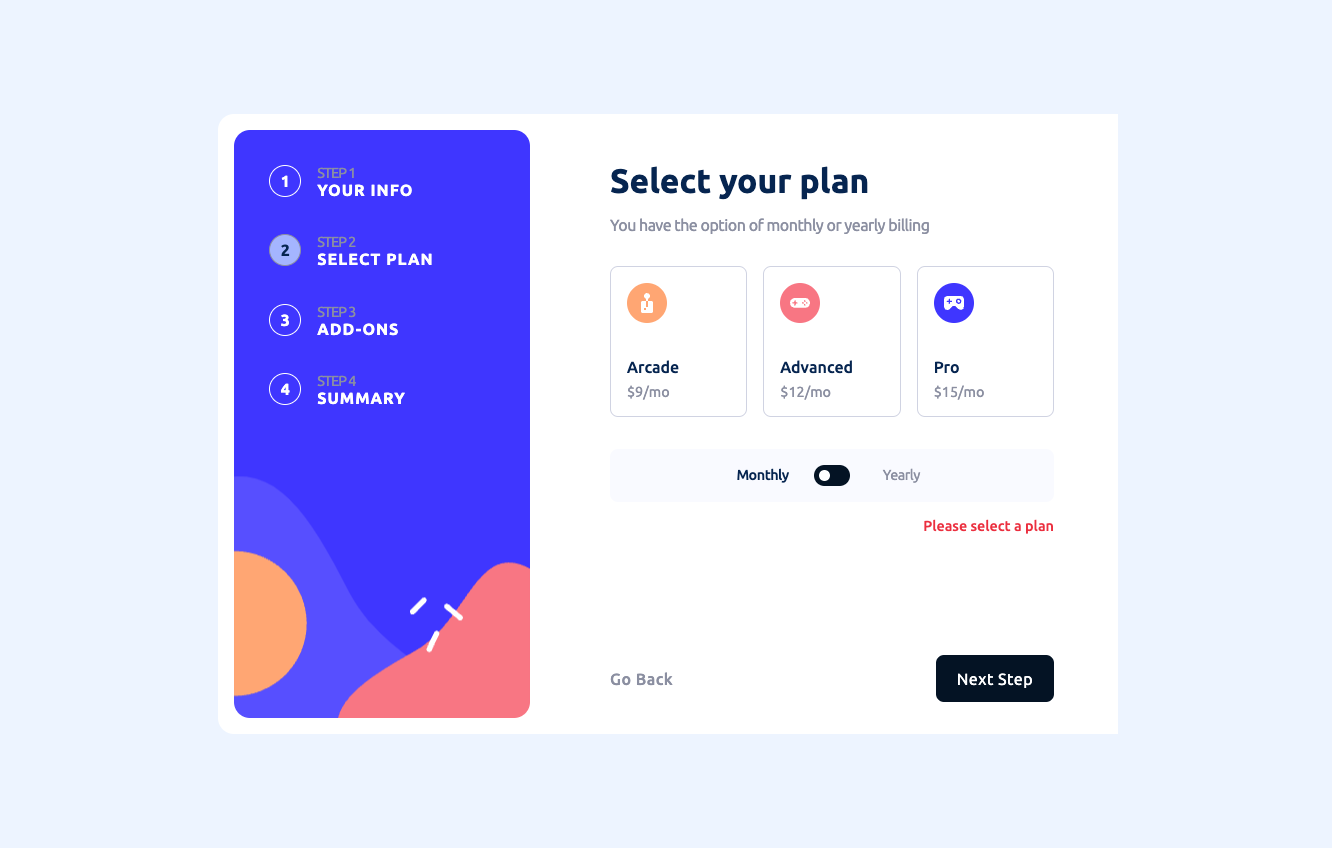 1
STEP 1
YOUR INFO
2
STEP 2
SELECT PLAN
3
STEP 3
ADD-ONS
4
STEP 4
SUMMARY
Select your plan
You have the option of monthly or yearly billing
Arcade
$9/mo
Advanced
$12/mo
Pro
$15/mo
Monthly Yearly
Please select a plan
Go Back
Next Step